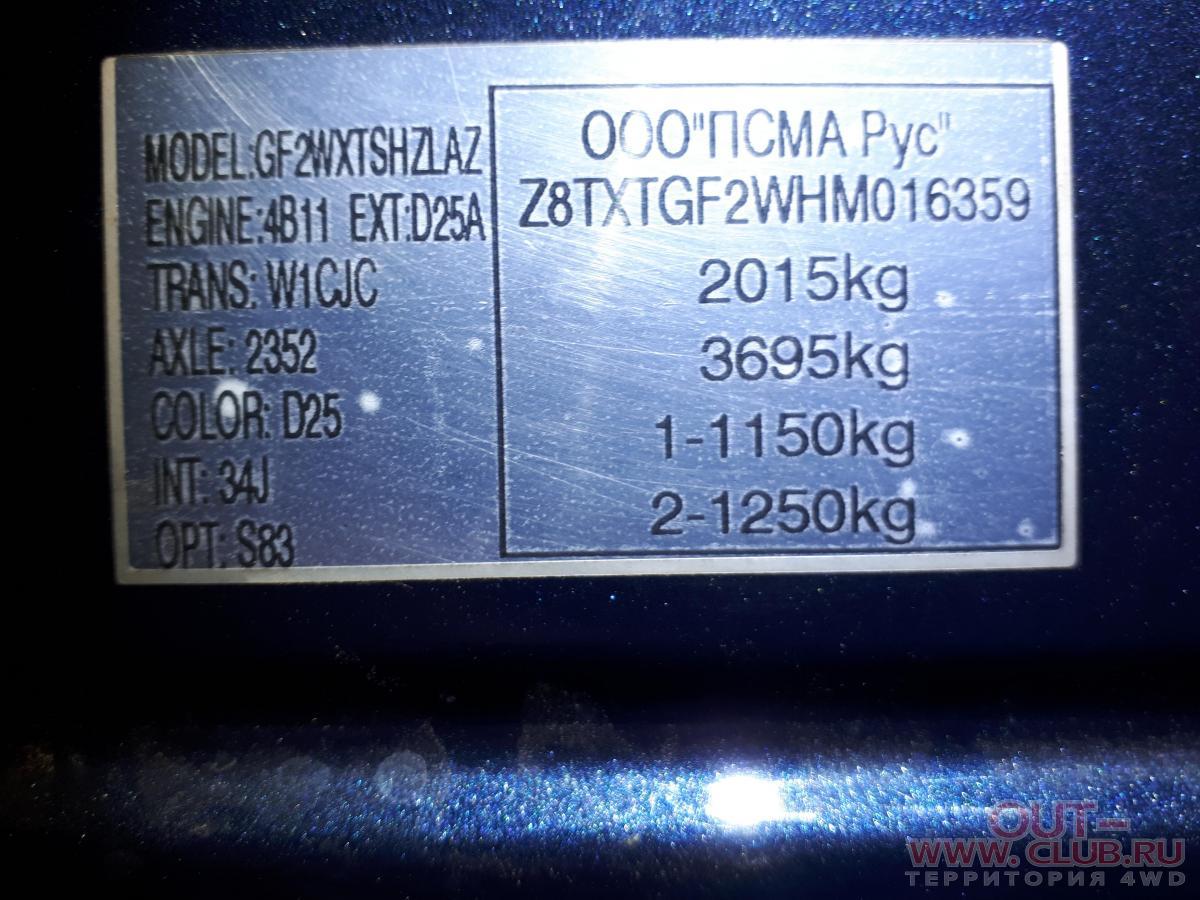 MODEL:GF2WXTSHZLAZ
ENGINE:4B11 EXT:D25A
TRANS: W1CJC
AXLE: 2352
COLOR: D25
INT: 34J
OPT: S83
ООО"ПСМА Рус"
Z8TXTGF2WHM016359
2015kg
3695kg
1-1150kg
2-1250kg
OUT-
WWW.CLUB.RU
ТЕРРИТОРИЯ 4WD